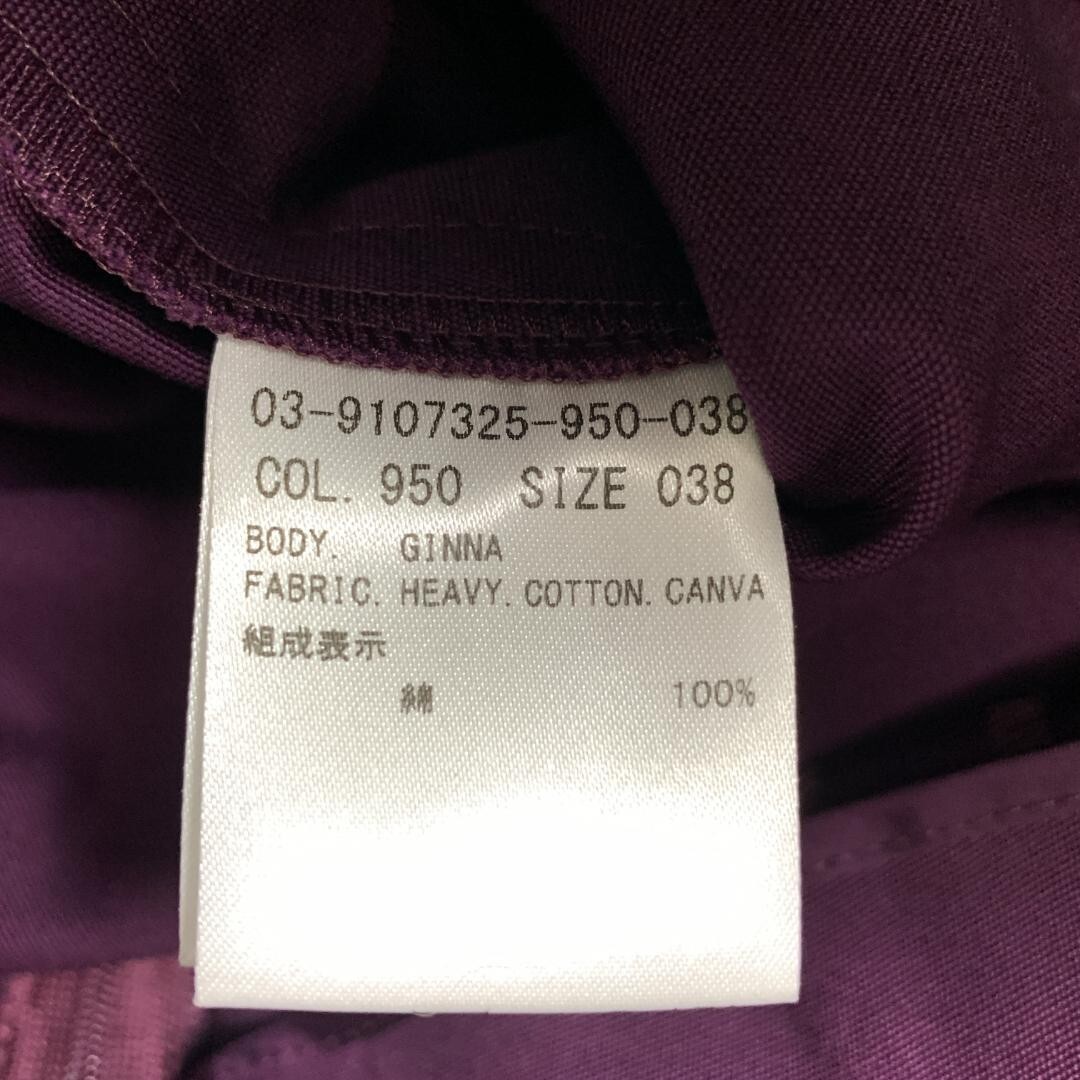 03-9107325-950-038
COL. 950 SIZE 038
BODY. GINNA
FABRIC. HEAVY. COTTON. CANVA
組成表示
綿 100%